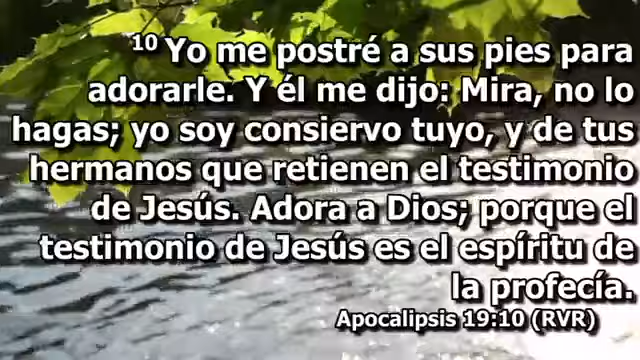 10 Yo me postré a sus pies para
adorarle. Y él me dijo: Mira, no lo
hagas; yo soy consiervo tuyo, y de tus
hermanos que retienen el testimonio
de Jesús. Adora a Dios; porque el
testimonio de Jesús es el espíritu de
la profecía.
Apocalipsis 19:10 (RVR)